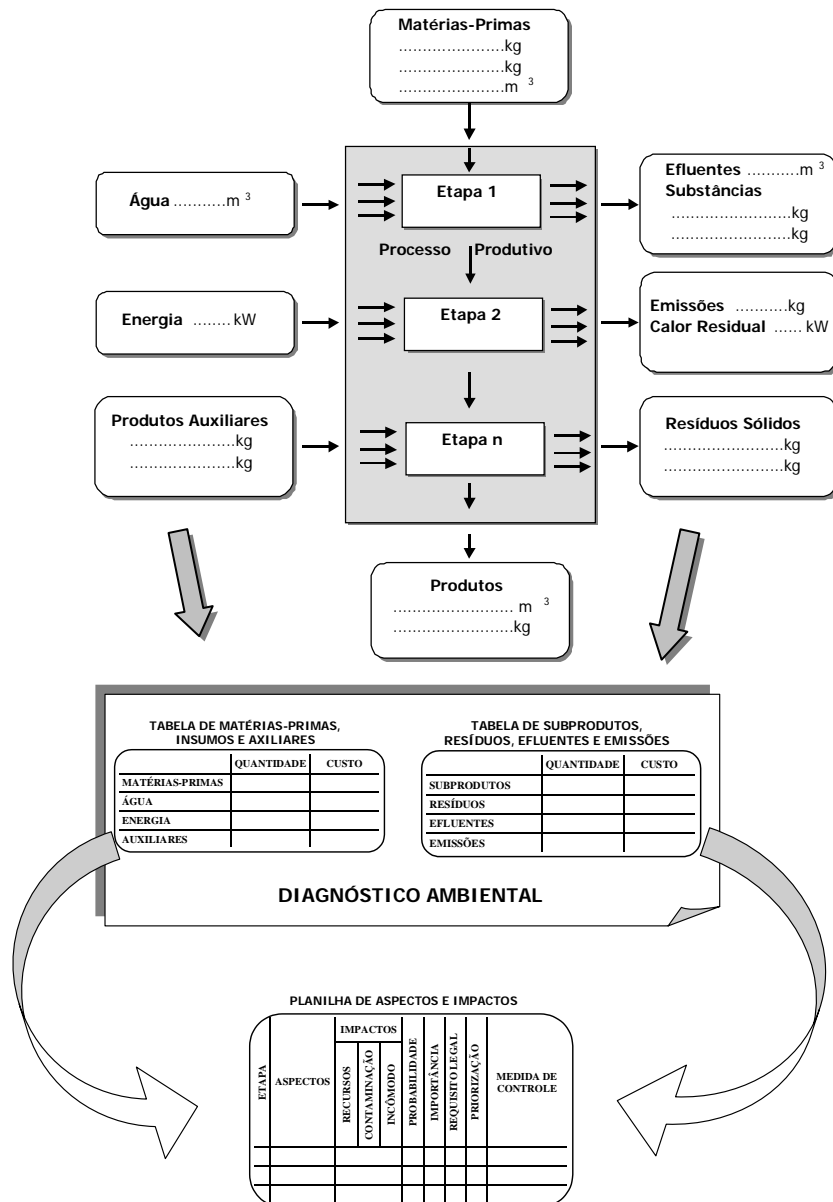 Matérias-Primas
......................kg
......................kg
......................m 3
Água ...........m 3
Etapa 1
Efluentes ...........m 3
Substâncias
.........................kg
.........................kg
Processo Produtivo
Energia ........ kW
Etapa 2
Emissões ...........kg
Calor Residual ...... kW
Produtos Auxiliares
......................kg
......................kg
Etapa n
Resíduos Sólidos
.........................kg
.........................kg
Produtos
......................... m 3
.........................kg
TABELA DE MATÉRIAS-PRIMAS,
INSUMOS E AXILIARES
QUANTIDADE CUSTO
MATÉRIAS-PRIMAS
ÁGUA
ENERGIA
AUXILIARES
TABELA DE SUBPRODUTOS,
RESÍDUOS, EFLUENTES E EMISSÕES
QUANTIDADE CUSTO
SUBPRODUTOS
RESÍDUOS
EFLUENTES
EMISSÕES
DIAGNÓSTICO AMBIENTAL
PLANILHA DE ASPECTOS E IMPACTOS
ETAPA
ASPECTOS
IMPACTOS
RECURSOS
CONTAMINAÇÃO
INCÔMODO
PROBABILIDADE
IMPORTÂNCIA
REQUISITO LEGAL
PRIORIZAÇÃO
MEDIDA DE
CONTROLE